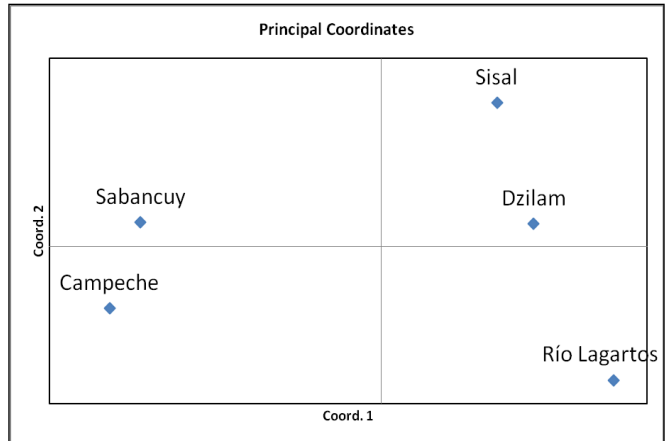 Principal Coordinates
Sisal
Sabancuy
Dzilam
Coord. 2
Campeche
Río Lagartos
Coord. 1